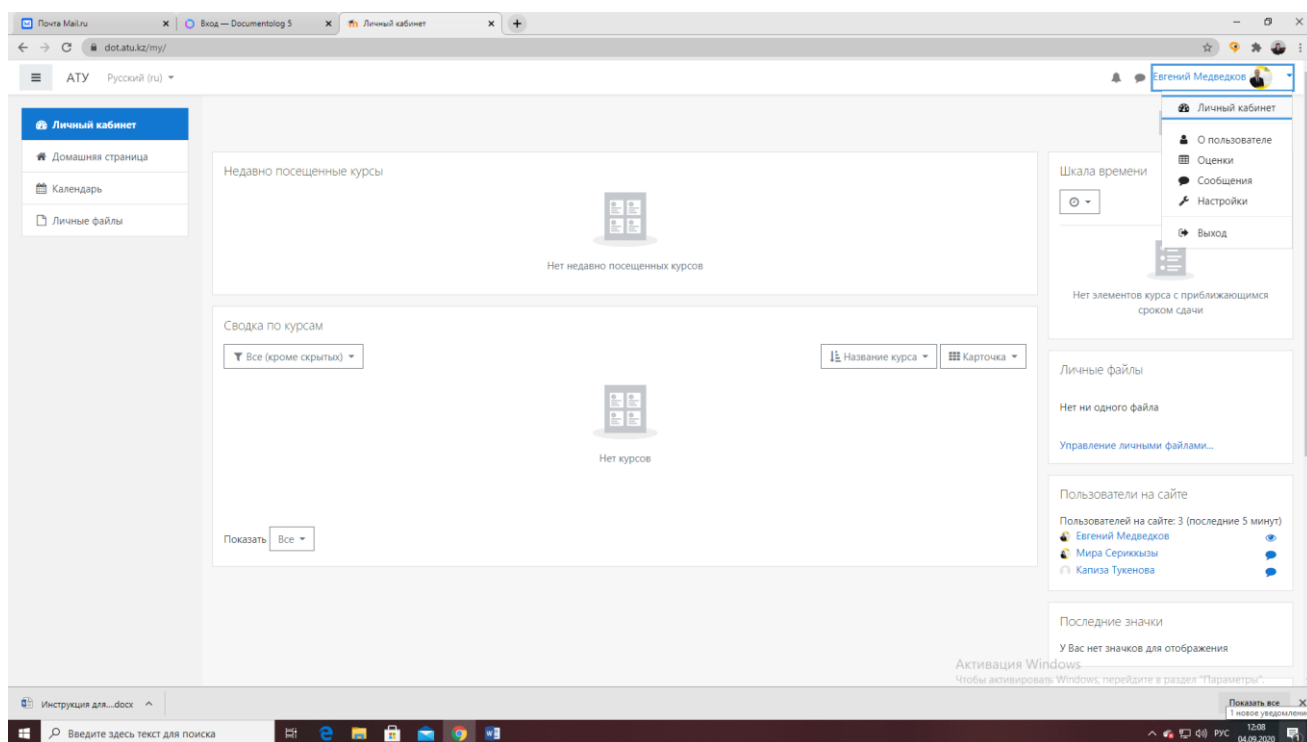 Почта Mail.ru
Вход — Documentolog 5
Личный кабинет
dot.atu.kz/my/
АТУ Русский (ru)
Евгений Медведков
Личный кабинет
О пользователе
Оценки
Сообщения
Настройки
Выход
Личный кабинет
Домашняя страница
Календарь
Личные файлы
Недавно посещенные курсы
Нет недавно посещенных курсов
Сводка по курсам
Все (кроме скрытых)
Название курса
Карточка
Нет курсов
Показать Все
Шкала времени
Нет элементов курса с приближающимся
сроком сдачи
Личные файлы
Нет ни одного файла
Управление личными файлами...
Пользователи на сайте
Пользователей на сайте: 3 (последние 5 минут)
Евгений Медведков
Мира Сериккызы
Капиза Тукенова
Последние значки
У Вас нет значков для отображения
Активация Windows
Чтобы активировать Windows, перейдите в раздел "Параметры".
Инструкция для....docx
Показать все
1 новое уведомлени
Введите здесь текст для поиска
РУС
12:08
04.09.2020